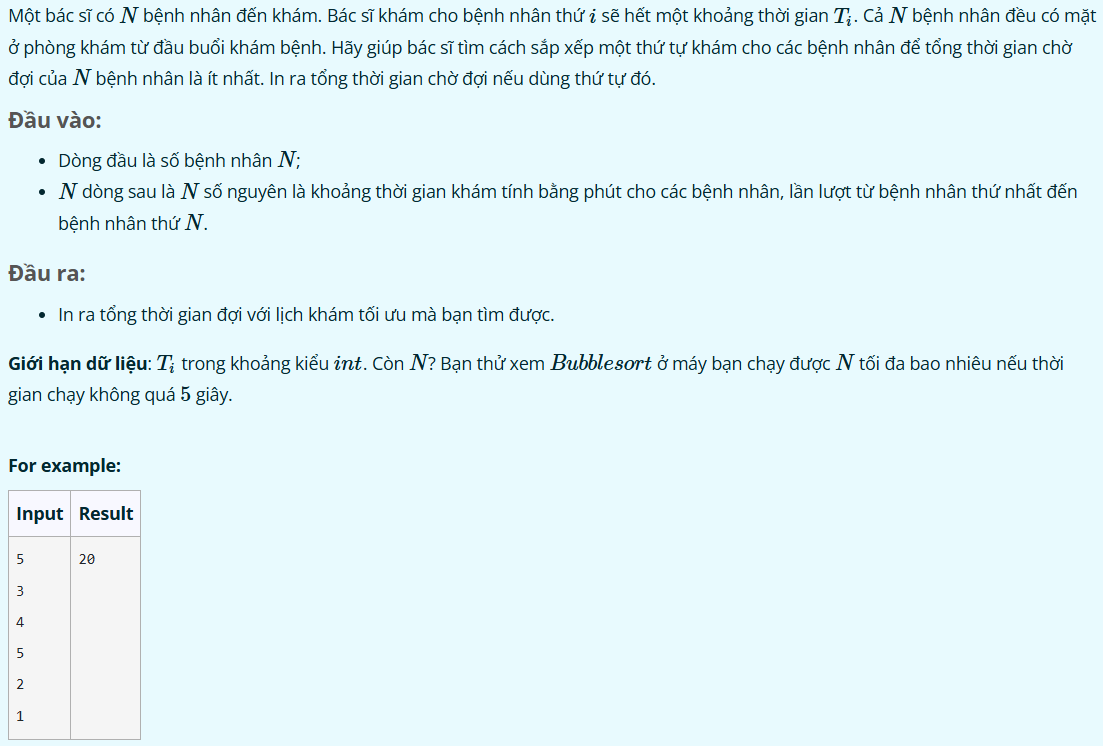 Một bác sĩ có N bệnh nhân đến khám. Bác sĩ khám cho bệnh nhân thứ i sẽ hết một khoảng thời gian Tᵢ. Cả N bệnh nhân đều có mặt
ở phòng khám từ đầu buổi khám bệnh. Hãy giúp bác sĩ tìm cách sắp xếp một thứ tự khám cho các bệnh nhân để tổng thời gian chờ
đợi của N bệnh nhân là ít nhất. In ra tổng thời gian chờ đợi nếu dùng thứ tự đó.
Đầu vào:
• Dòng đầu là số bệnh nhân N;
• N dòng sau là N số nguyên là khoảng thời gian khám tính bằng phút cho các bệnh nhân, lần lượt từ bệnh nhân thứ nhất đến
bệnh nhân thứ N.
Đầu ra:
• In ra tổng thời gian đợi với lịch khám tối ưu mà bạn tìm được.
Giới hạn dữ liệu: Tᵢ trong khoảng kiểu int. Còn N? Bạn thử xem Bubblesort ở máy bạn chạy được N tối đa bao nhiêu nếu thời
gian chạy không quá 5 giây.
For example:
Input Result
5 20
3
4
5
2
1